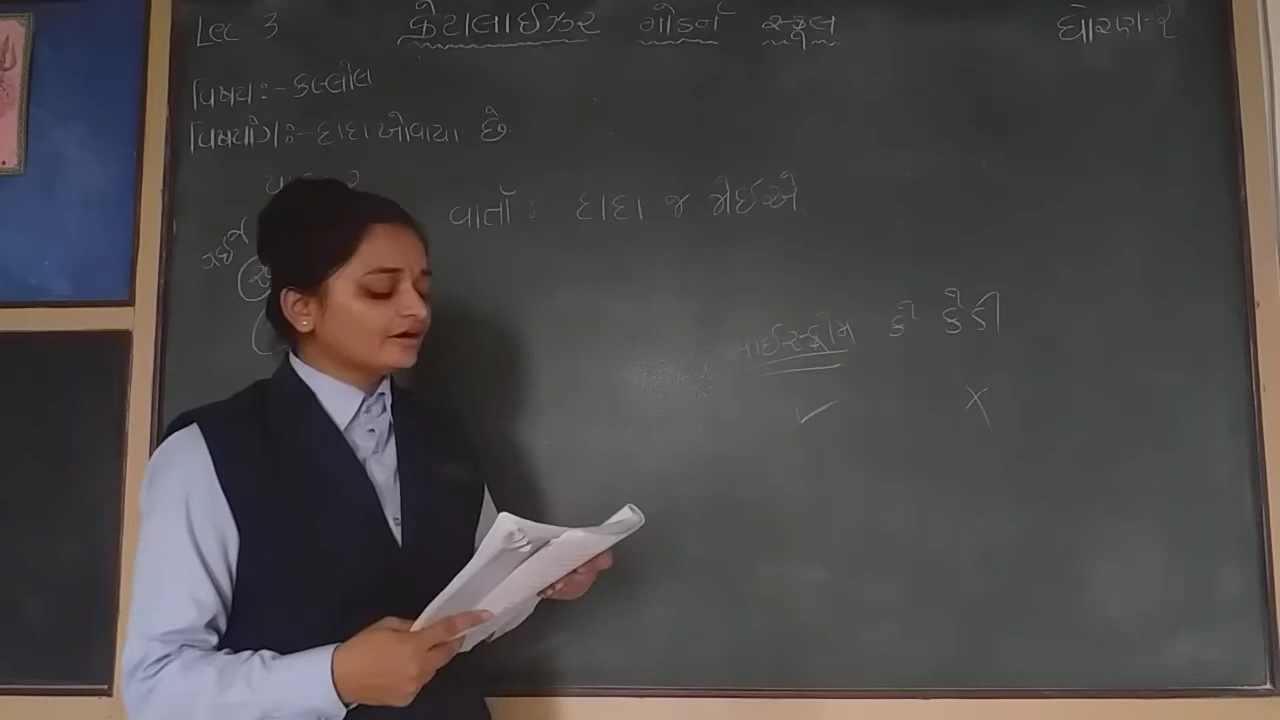 Lec-3 કેટાલાઈઝર મોડર્ન સ્કૂલ ધોરણ-૨
વિષય:- કલ્લોલ
વિષયાંગ:- દાદા ખોવાયા છે.
વાર્તા: દાદા જ જોઈએ.
આઈસ્ક્રીમ કે કેડી